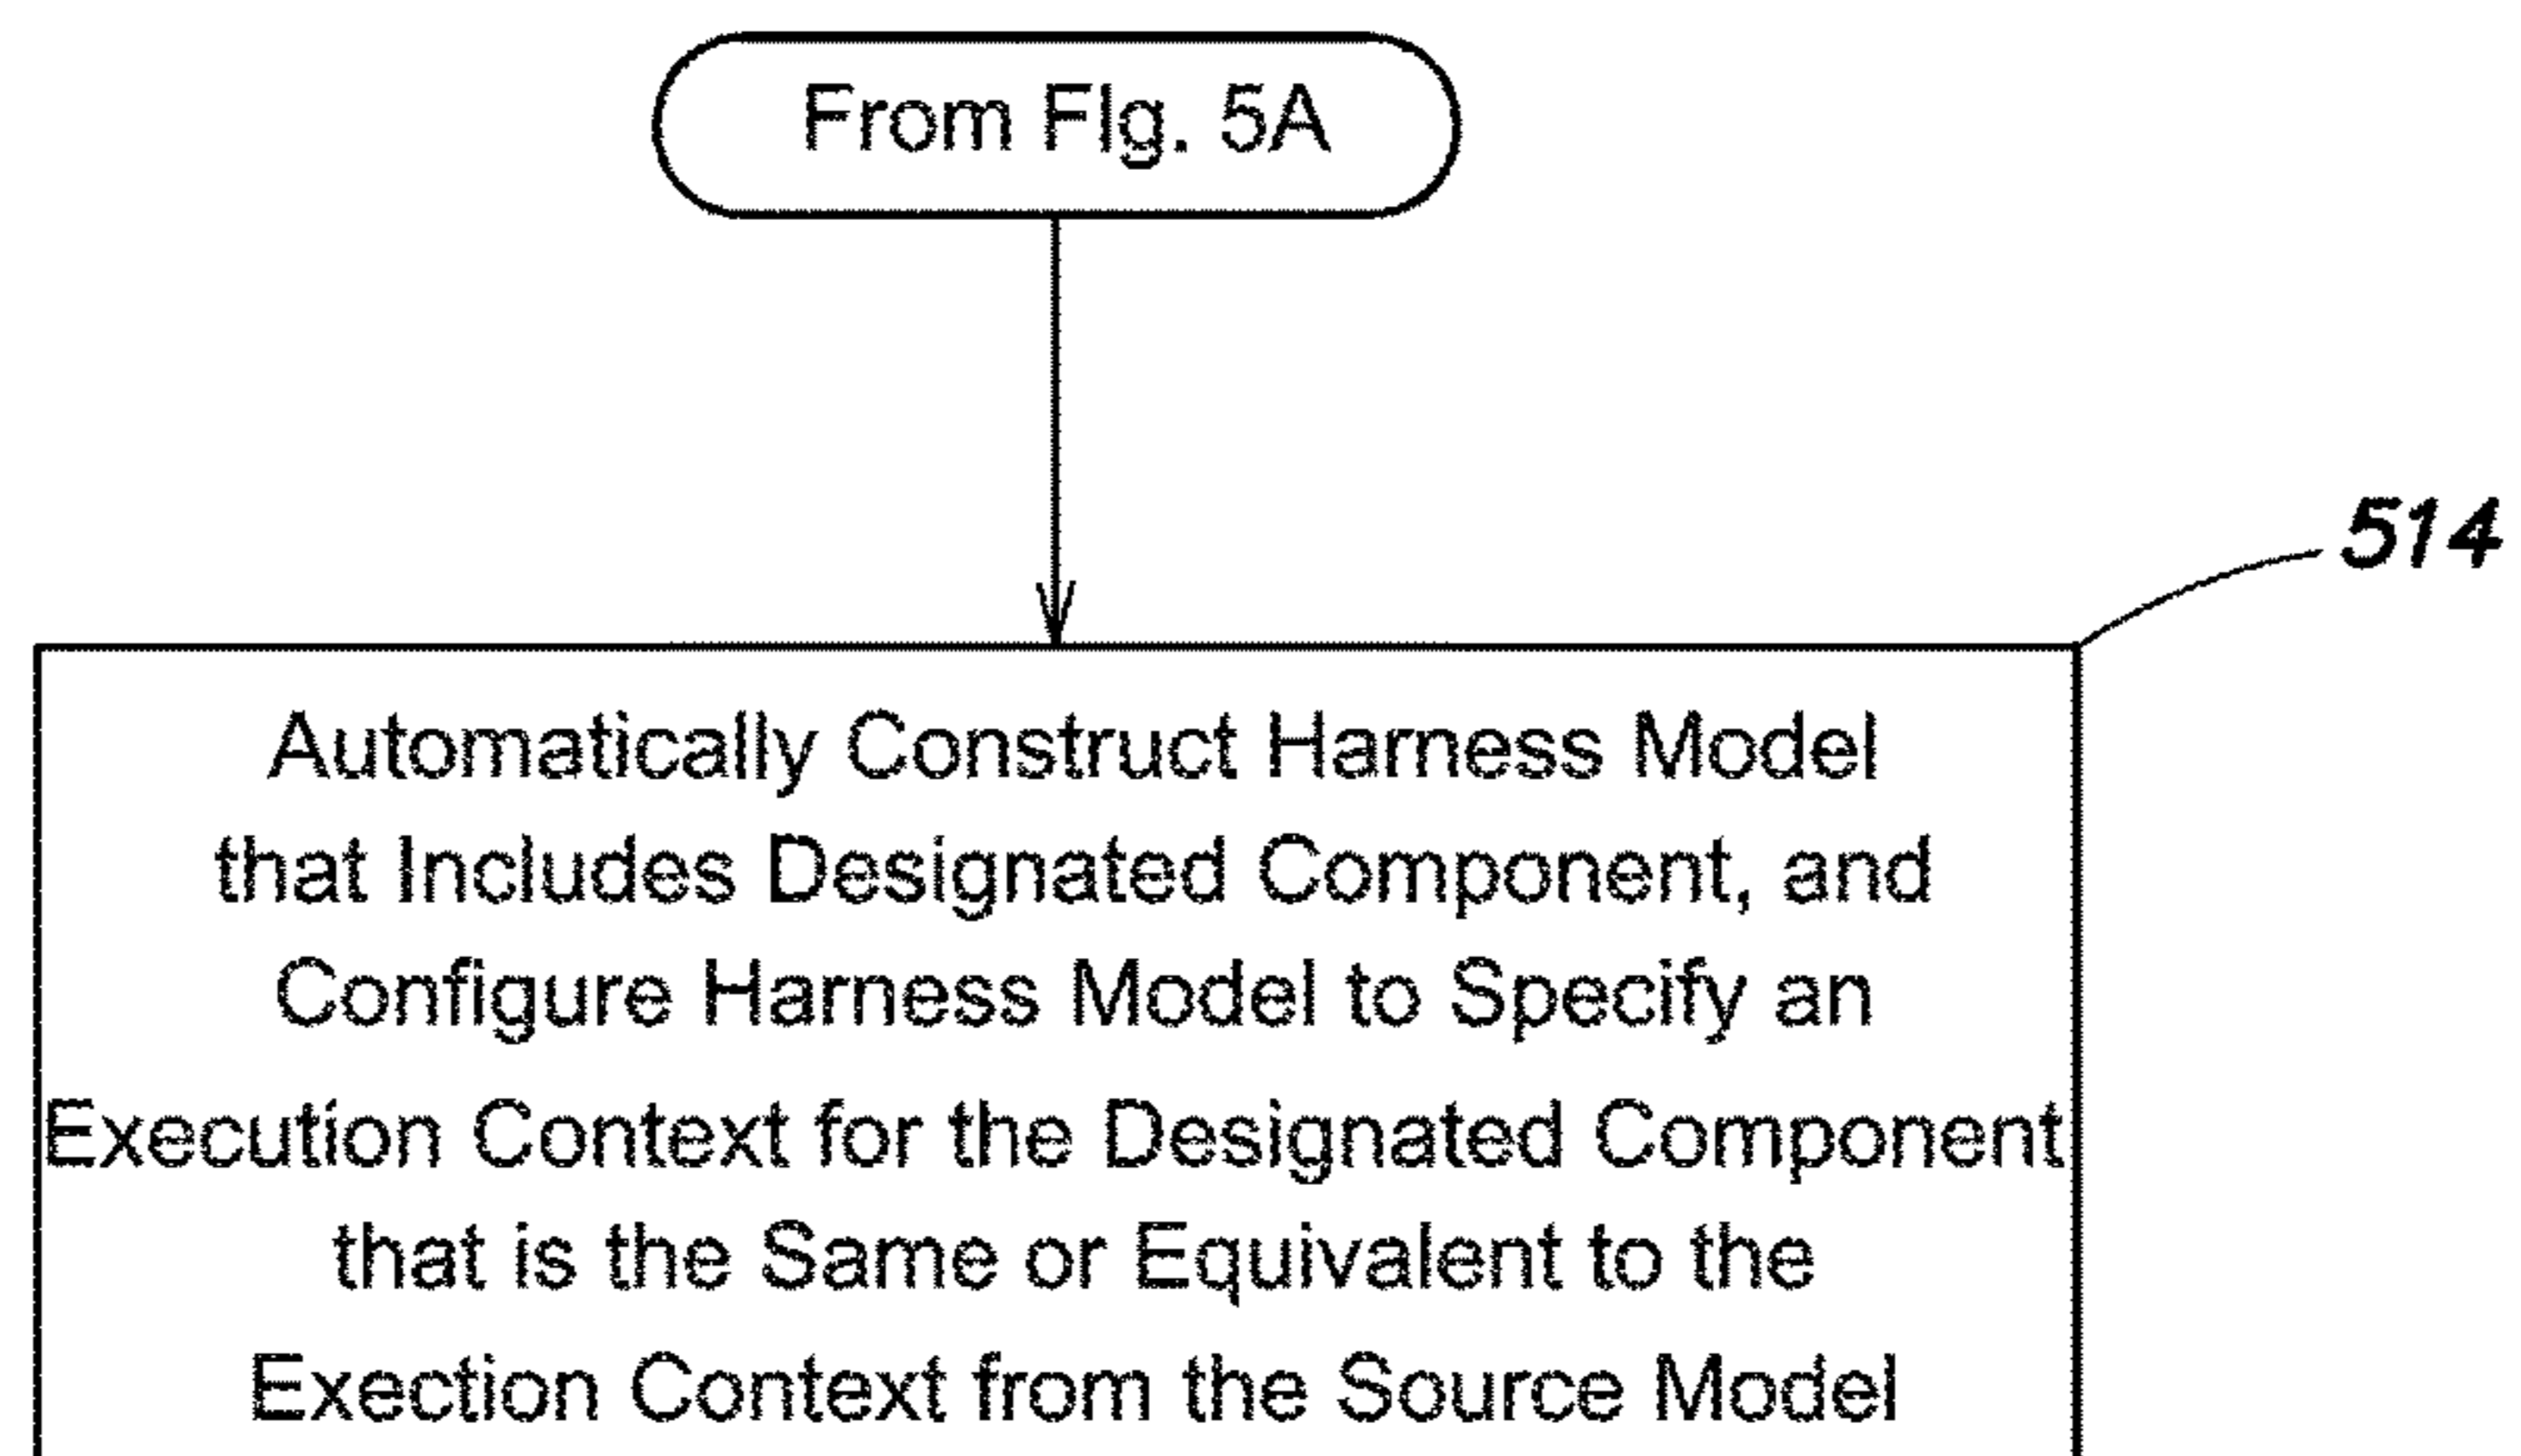 From FIg. 5A
514
Automatically Construct Harness Model
that Includes Designated Component, and
Configure Harness Model to Specify an
Execution Context for the Designated Component
that is the Same or Equivalent to the
Exection Context from the Source Model